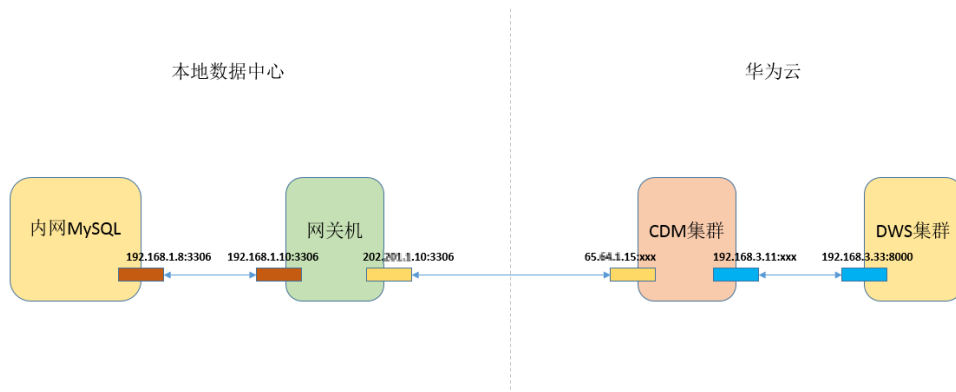 本地数据中心
华为云
内网MySQL
网关机
CDM集群
DWS集群
192.168.1.8:3306
192.168.1.10:3306
202.201.1.10:3306
65.64.1.15:xxx
192.168.3.11:xxx
192.168.3.33:8000